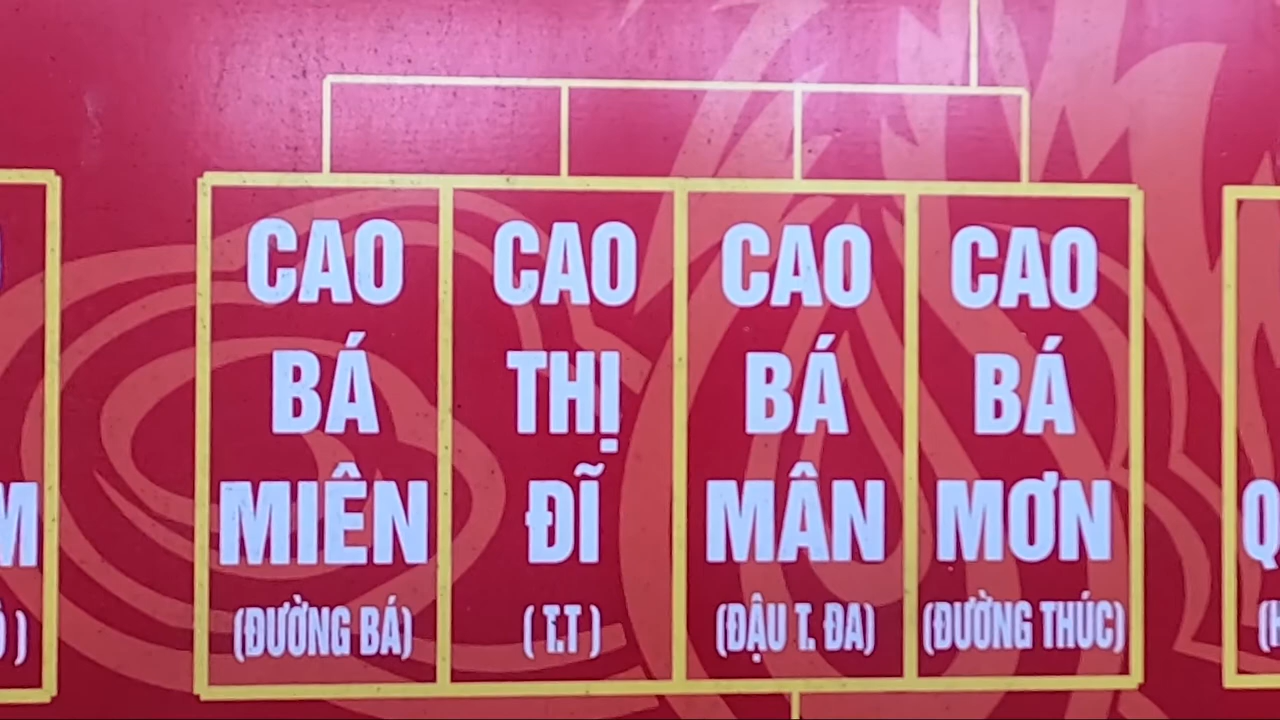 CAO
BÁ
MIÊN
(ĐƯỜNG BÁ)
CAO
THỊ
ĐĨ
( T.T )
CAO
BÁ
MÂN
(ĐẬU T. ĐA)
CAO
BÁ
MƠN
(ĐƯỜNG THÚC)